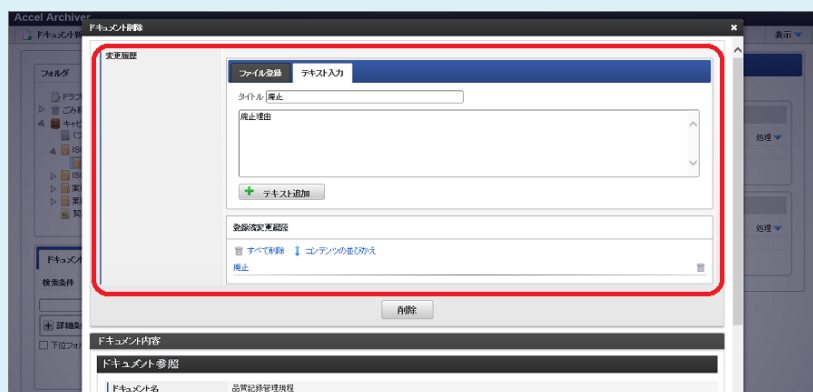 Accel Archiver
ドキュメント削除
表示
変更履歴
ファイル登録 テキスト入力
タイトル 廃止
廃止理由
テキスト追加
登録済変更履歴
すべて削除 コンテンツの並びかえ
廃止
削除
ドキュメント内容
ドキュメント参照
ドキュメント名 品質記録管理規程
フォルダ
処理
処理
検索条件